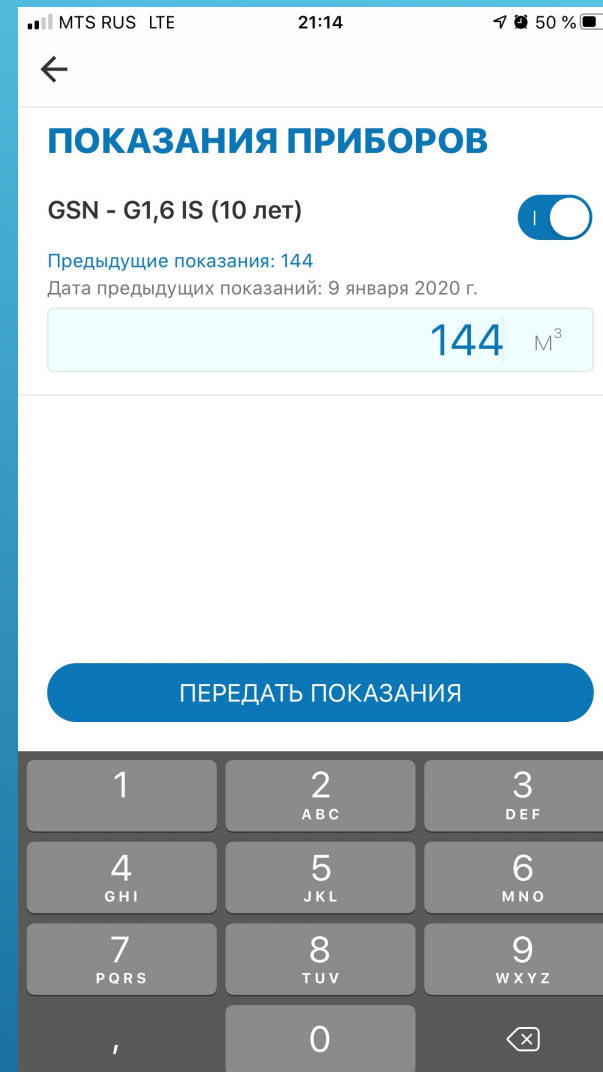 MTS RUS LTE 21:14 50 %
ПОКАЗАНИЯ ПРИБОРОВ
GSN - G1,6 IS (10 лет)
Предыдущие показания: 144
Дата предыдущих показаний: 9 января 2020 г.
144 М³
ПЕРЕДАТЬ ПОКАЗАНИЯ
1 2 3
ABC DEF
4 5 6
GHI JKL MNO
7 8 9
PQRS TUV WXYZ
, 0